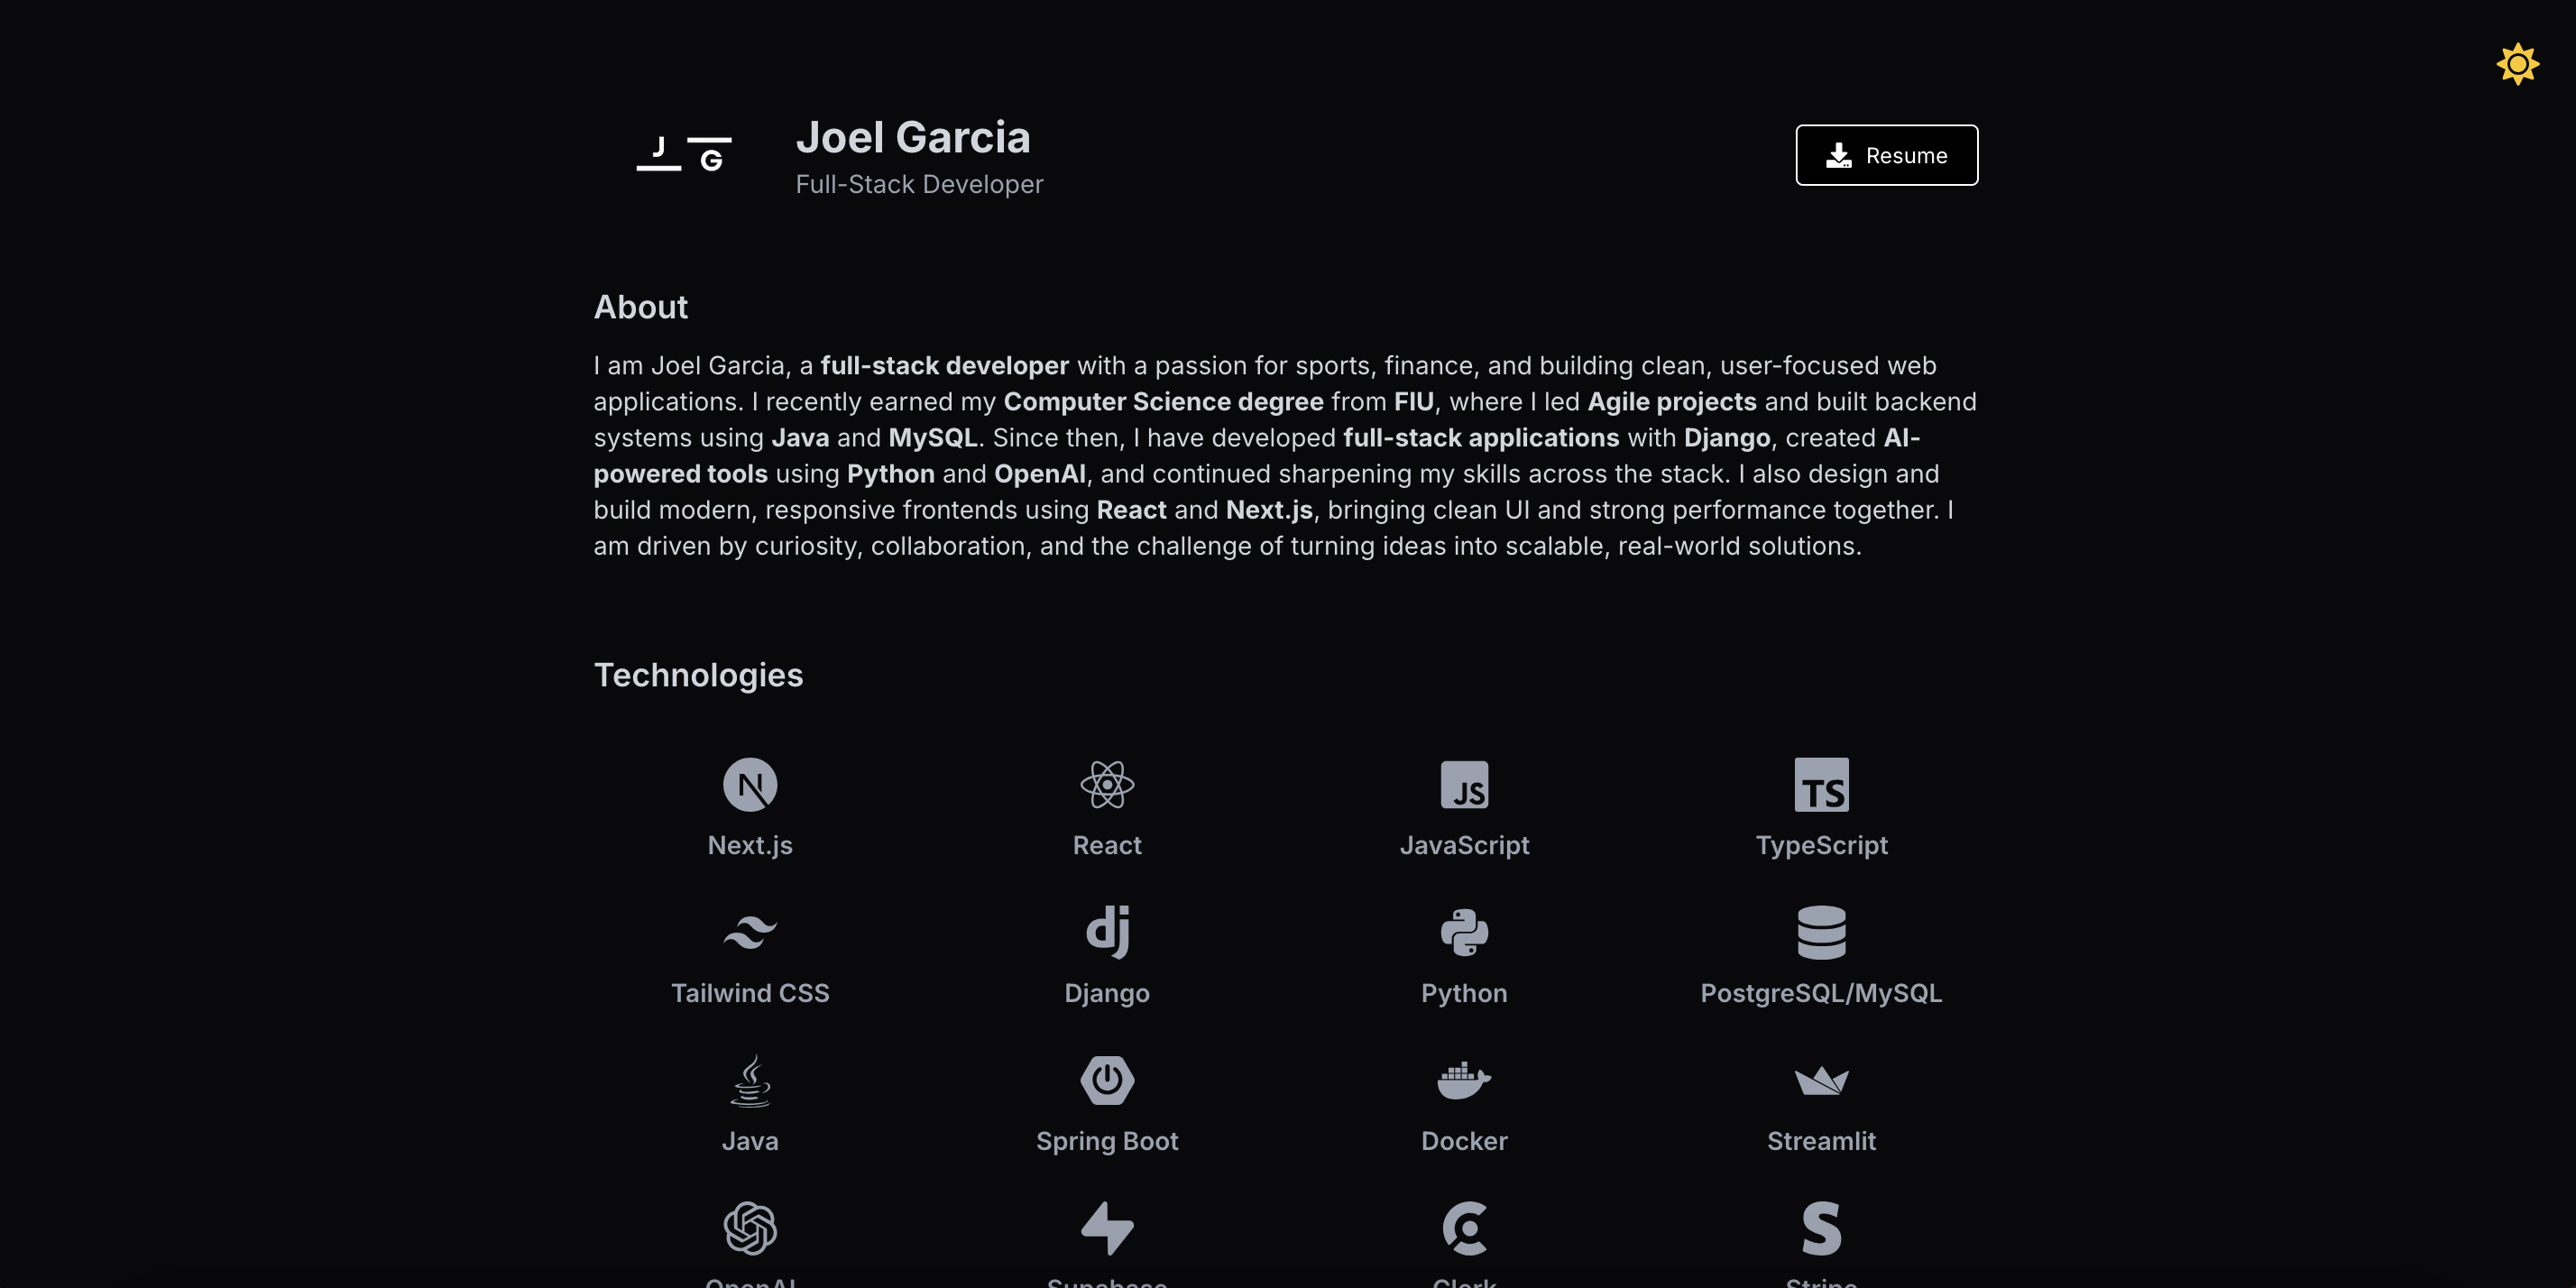 J G
Joel Garcia
Full-Stack Developer
Resume
About
I am Joel Garcia, a full-stack developer with a passion for sports, finance, and building clean, user-focused web
applications. I recently earned my Computer Science degree from FIU, where I led Agile projects and built backend
systems using Java and MySQL. Since then, I have developed full-stack applications with Django, created AI-
powered tools using Python and OpenAI, and continued sharpening my skills across the stack. I also design and
build modern, responsive frontends using React and Next.js, bringing clean UI and strong performance together. I
am driven by curiosity, collaboration, and the challenge of turning ideas into scalable, real-world solutions.
Technologies
N JS TS
Next.js React JavaScript TypeScript
dj
Tailwind CSS Django Python PostgreSQL/MySQL
Java Spring Boot Docker Streamlit
S
OpenAI Supabase Clerk Stripe